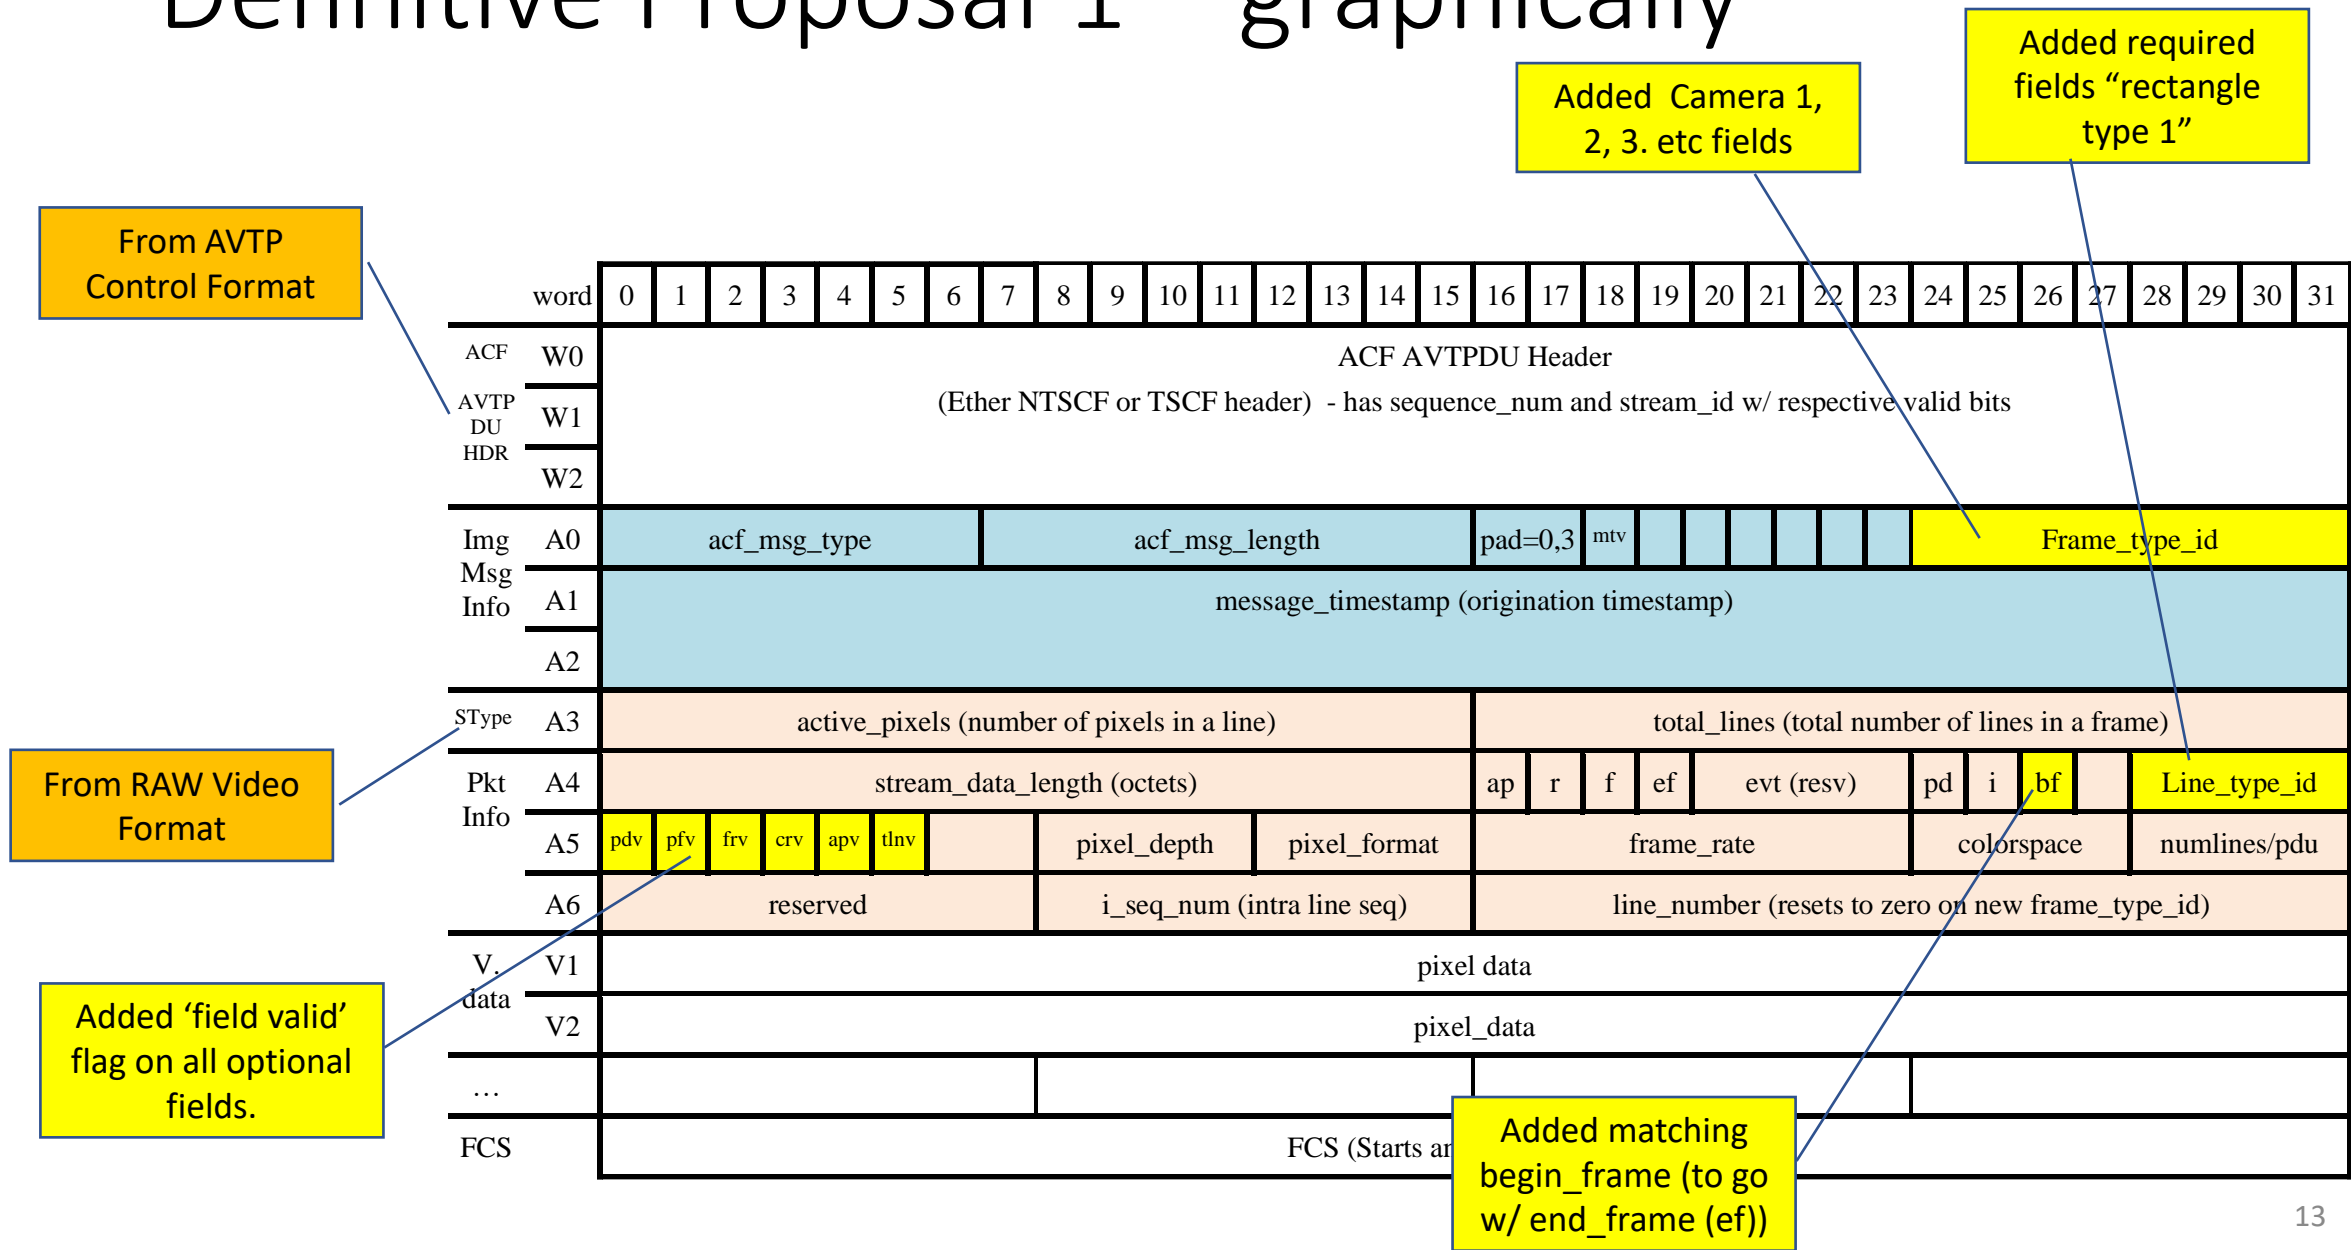 Definitive Proposal 1 – graphically
Added required
fields “rectangle
type 1”
Added Camera 1,
2, 3. etc fields
From AVTP
Control Format
word 0 1 2 3 4 5 6 7 8 9 10 11 12 13 14 15 16 17 18 19 20 21 22 23 24 25 26 27 28 29 30 31
ACF W0 ACF AVTPDU Header
AVTP
DU
HDR
W1 (Ether NTSCF or TSCF header) - has sequence_num and stream_id w/ respective valid bits
W2
Img
Msg
Info
A0 acf_msg_type acf_msg_length pad=0,3 mtv Frame_type_id
A1 message_timestamp (origination timestamp)
A2
SType A3 active_pixels (number of pixels in a line) total_lines (total number of lines in a frame)
From RAW Video
Format
Pkt
Info
A4 stream_data_length (octets) ap r f ef evt (resv) pd i bf Line_type_id
A5 pdv pfv frv crv apv tlnv pixel_depth pixel_format frame_rate colorspace numlines/pdu
A6 reserved i_seq_num (intra line seq) line_number (resets to zero on new frame_type_id)
V.
data
V1 pixel data
V2 pixel_data
Added ‘field valid’
flag on all optional
fields.
…
FCS FCS (Starts
Added matching
begin_frame (to go
w/ end_frame (ef))
13